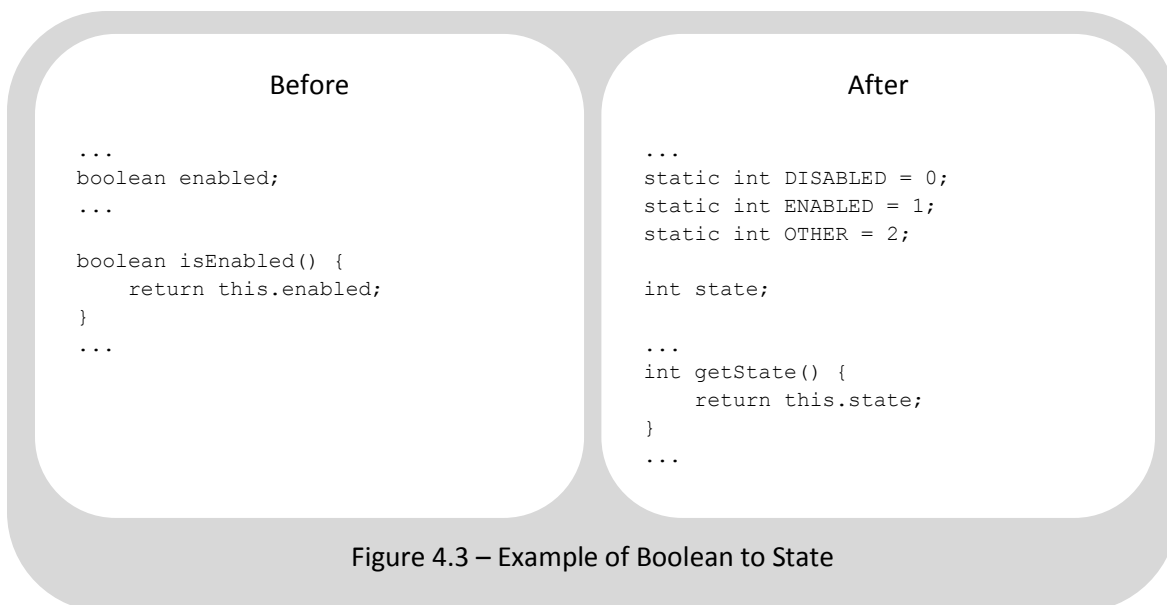 Before
...
boolean enabled;
...
boolean isEnabled() {
    return this.enabled;
}
...
After
...
static int DISABLED = 0;
static int ENABLED = 1;
static int OTHER = 2;
int state;
...
int getState() {
    return this.state;
}
...
Figure 4.3 – Example of Boolean to State